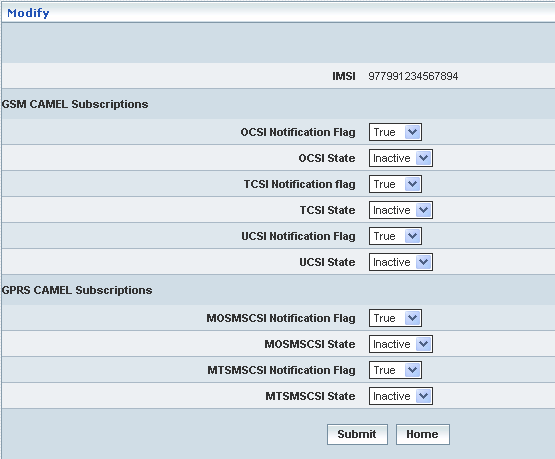 Modify
IMSI 977991234567894
GSM CAMEL Subscriptions
OCSI Notification Flag True
OCSI State Inactive
TCSI Notification flag True
TCSI State Inactive
UCSI Notification Flag True
UCSI State Inactive
GPRS CAMEL Subscriptions
MOSMSCSI Notification Flag True
MOSMSCSI State Inactive
MTSMSCSI Notification Flag True
MTSMSCSI State Inactive
Submit Home